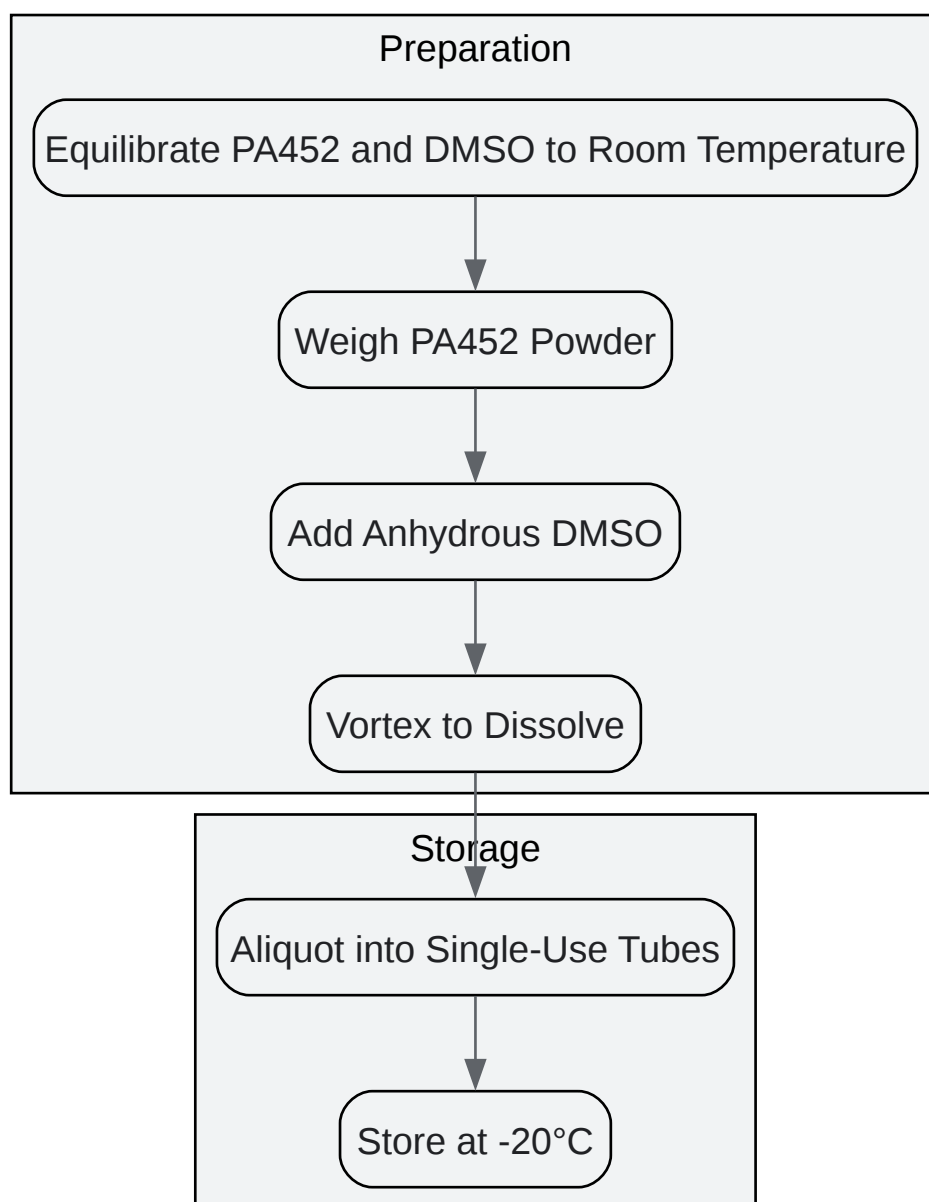 Preparation
Equilibrate PA452 and DMSO to Room Temperature
Weigh PA452 Powder
Add Anhydrous DMSO
Vortex to Dissolve
Storage
Aliquot into Single-Use Tubes
Store at -20°C